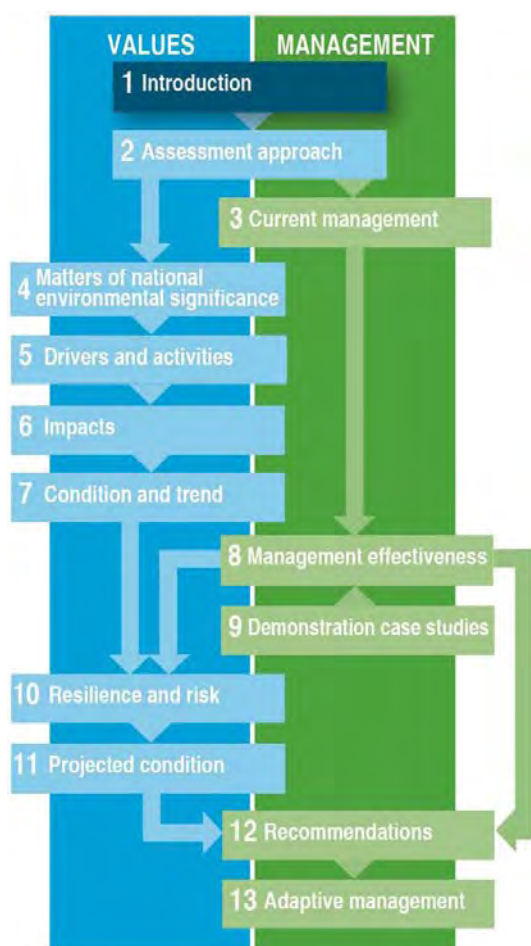 VALUES
MANAGEMENT
1 Introduction
2 Assessment approach
3 Current management
4 Matters of national
environmental significance
5 Drivers and activities
6 Impacts
7 Condition and trend
8 Management effectiveness
9 Demonstration case studies
10 Resilience and risk
11 Projected condition
12 Recommendations
13 Adaptive management